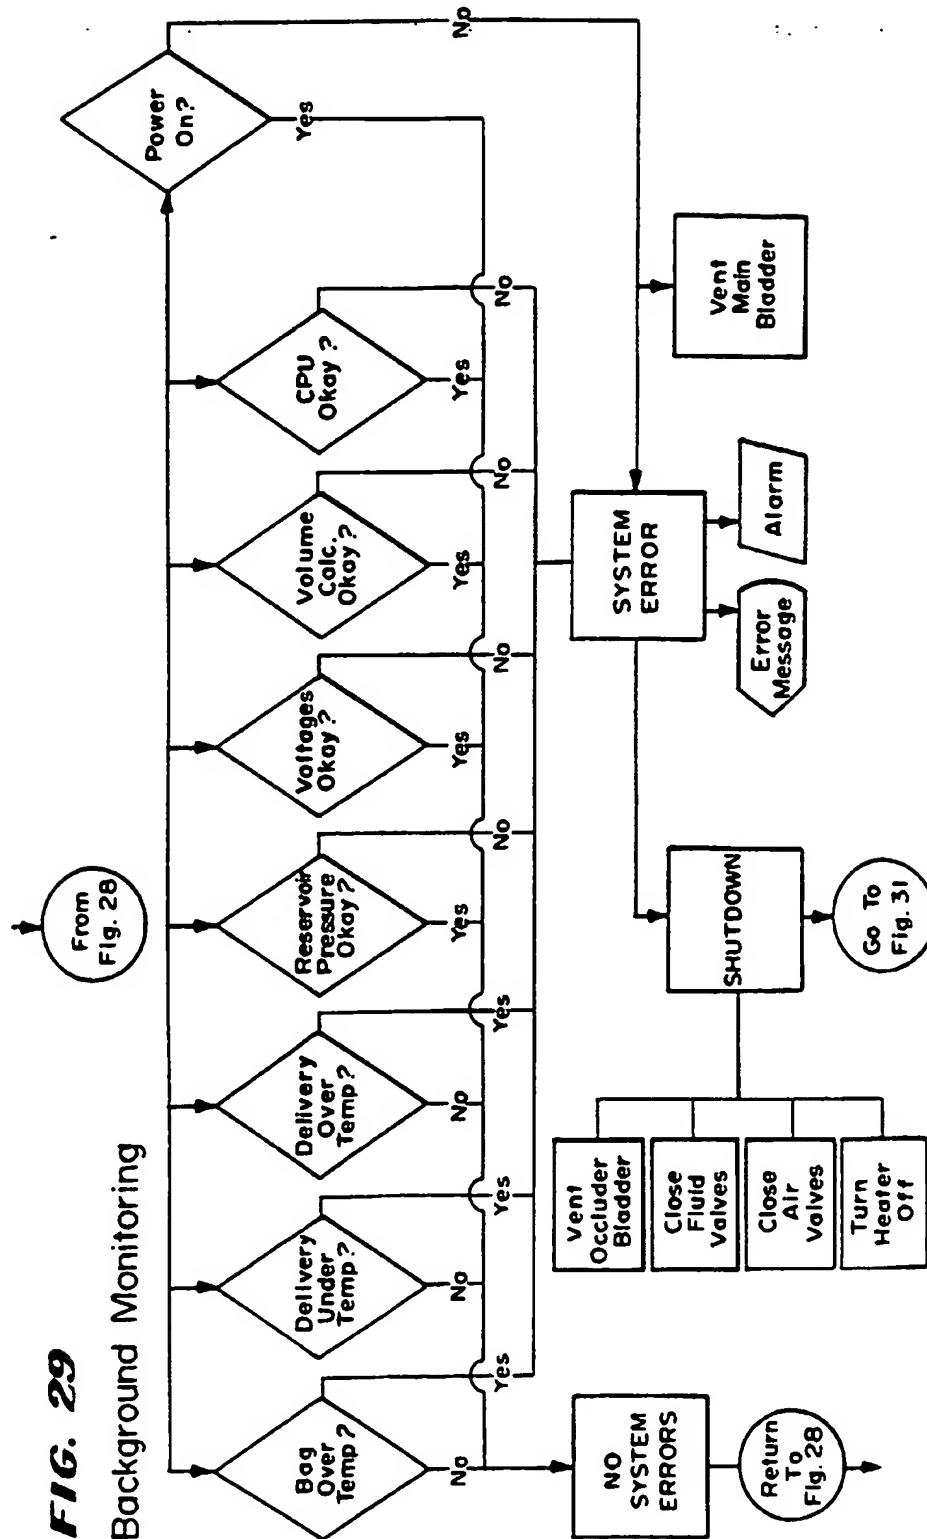 FIG. 29
Background Monitoring
From
Fig. 28
Bag
Over
Temp?
Yes
No
Delivery
Under
Temp?
Yes
No
Delivery
Over
Temp?
Yes
No
Reservoir
Pressure
Okay?
No
Yes
Voltages
Okay?
No
Yes
Volume
Calc.
Okay?
No
Yes
CPU
Okay?
No
Yes
Power
On?
No
Yes
NO
SYSTEM
ERRORS
Return
To
Fig. 28
Vent
Occluder
Bladder
Close
Fluid
Valves
Close
Air
Valves
Turn
Heater
Off
SHUTDOWN
Go To
Fig. 31
SYSTEM
ERROR
Error
Message
Alarm
Vent
Main
Bladder